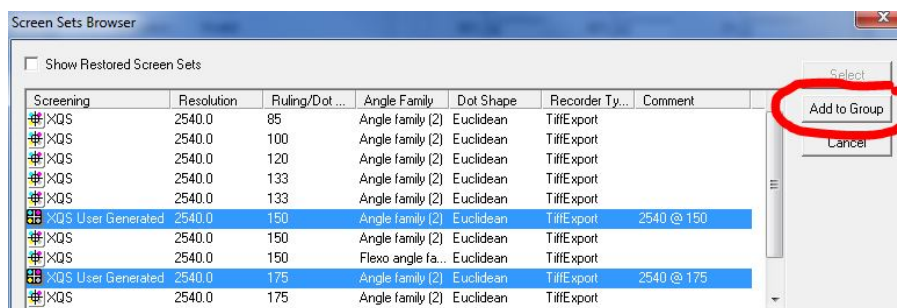 Screen Sets Browser
Show Restored Screen Sets
Select
Screening Resolution Ruling/Dot ... Angle Family Dot Shape Recorder Ty... Comment
Add to Group
XQS 2540.0 85 Angle family (2) Euclidean TiffExport
XQS 2540.0 100 Angle family (2) Euclidean TiffExport
Cancel
XQS 2540.0 120 Angle family (2) Euclidean TiffExport
XQS 2540.0 133 Angle family (2) Euclidean TiffExport
XQS 2540.0 133 Angle family (2) Euclidean TiffExport
XQS User Generated 2540.0 150 Angle family (2) Euclidean TiffExport 2540 @ 150
XQS 2540.0 150 Angle family (2) Euclidean TiffExport
XQS 2540.0 150 Flexo angle fa... Euclidean TiffExport
XQS User Generated 2540.0 175 Angle family (2) Euclidean TiffExport 2540 @ 175
XQS 2540.0 175 Angle family (2) Euclidean TiffExport